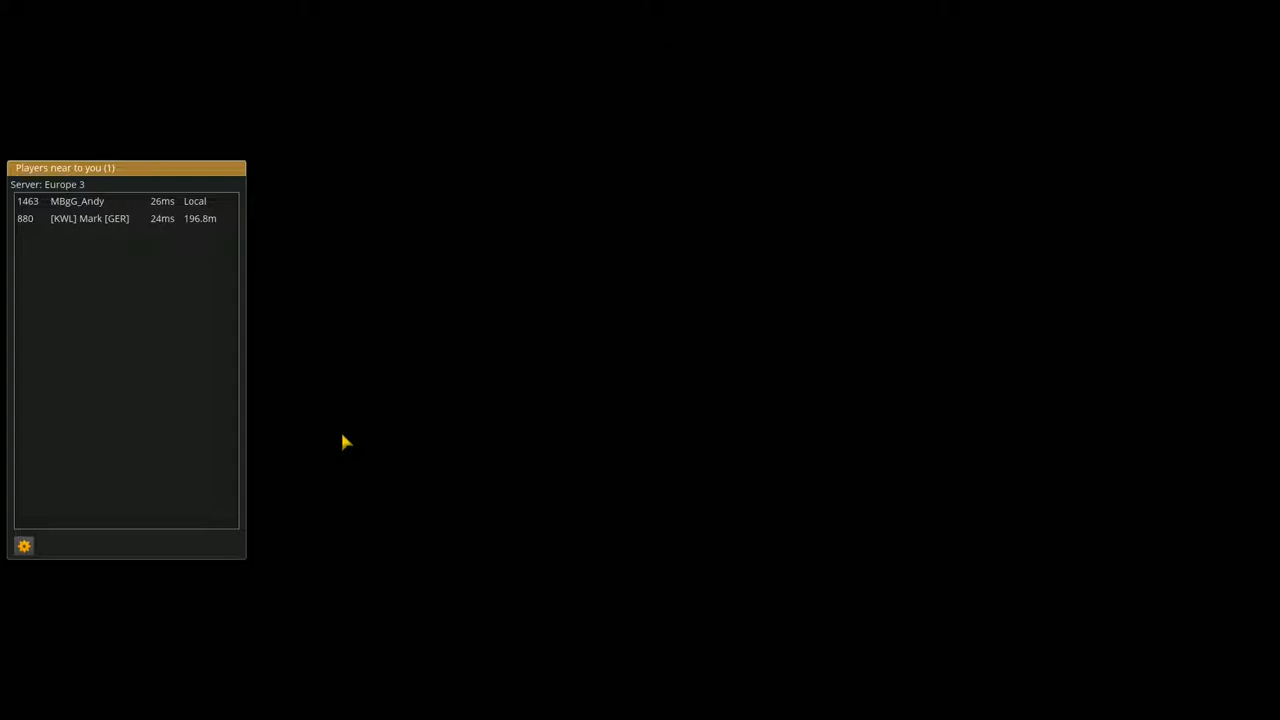 Players near to you (1)
Server: Europe 3
1463 MBgG_Andy 26ms Local
880 [KWL] Mark [GER] 24ms 196.8m